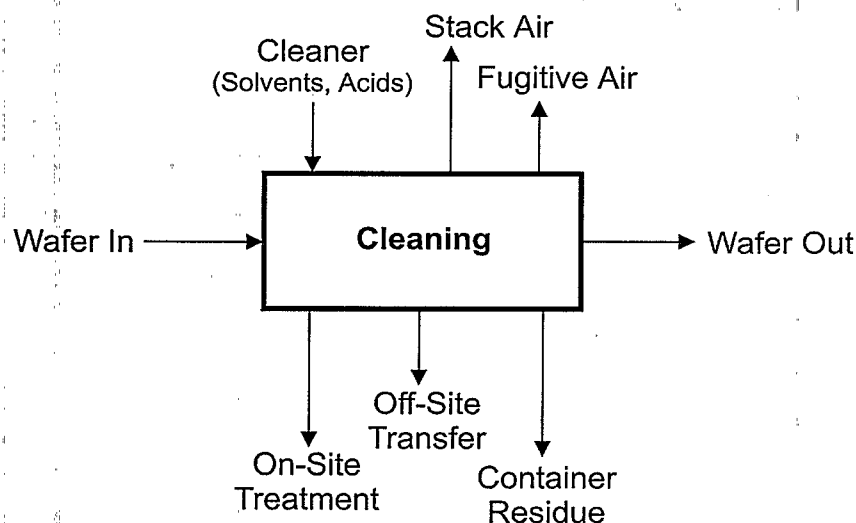 Stack Air
Cleaner
(Solvents, Acids)
Fugitive Air
Wafer In
Cleaning
Wafer Out
Off-Site
Transfer
On-Site
Treatment
Container
Residue